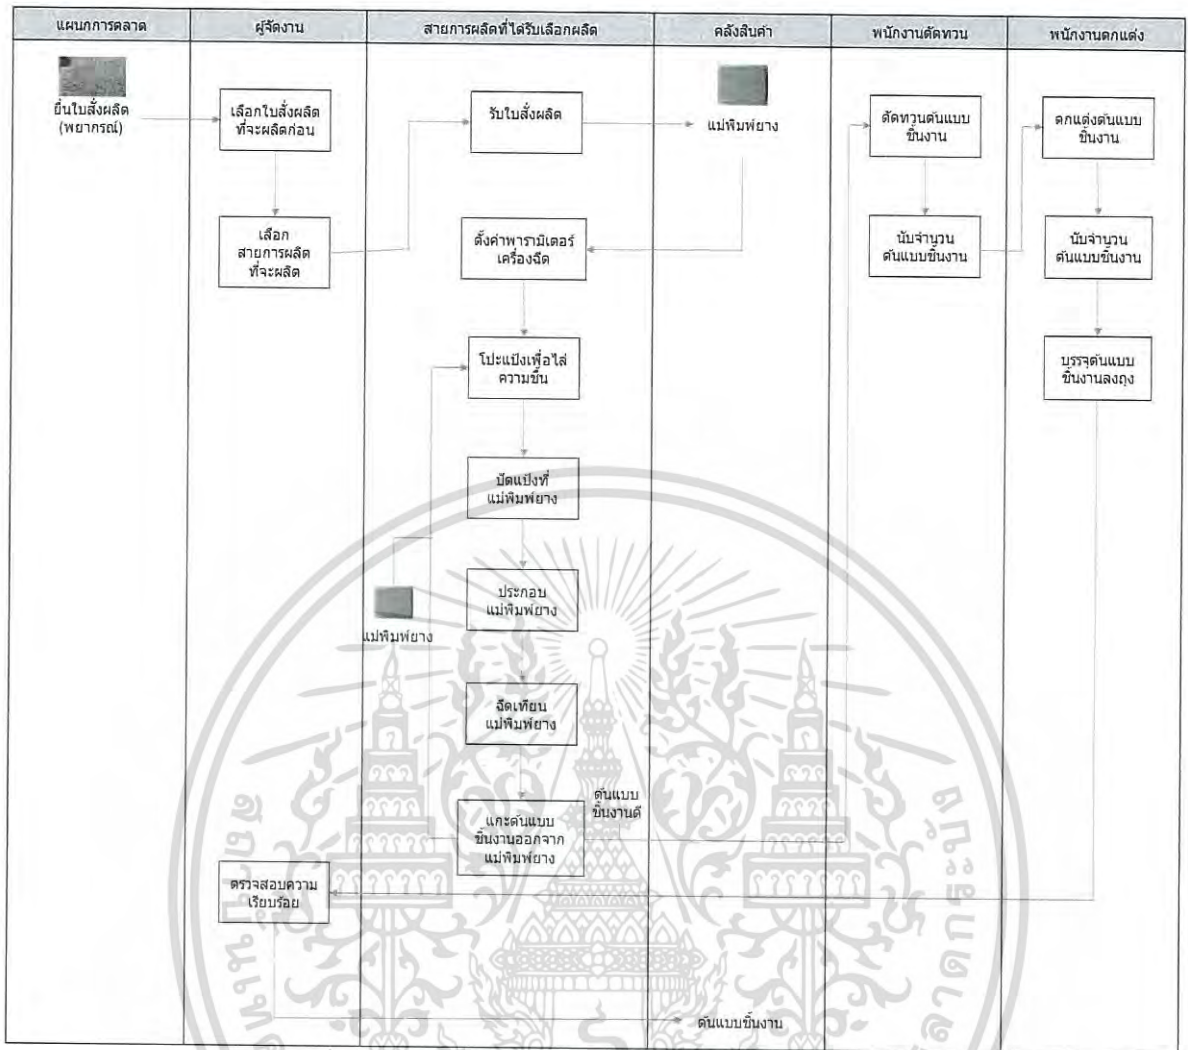 แผนกการตลาด
ผู้จัดงาน
สายการผลิตที่ได้รับเลือกผลิต
คลังสินค้า
พนักงานตัดทวน
พนักงานตกแต่ง
ยื่นใบสั่งผลิต
(พยากรณ์)
เลือกใบสั่งผลิต
ที่จะผลิตก่อน
รับใบสั่งผลิต
แม่พิมพ์ยาง
ตัดทวนต้นแบบ
ชิ้นงาน
ตกแต่งต้นแบบ
ชิ้นงาน
เลือก
สายการผลิต
ที่จะผลิต
ตั้งค่าพารามิเตอร์
เครื่องฉีด
นับจำนวน
ต้นแบบชิ้นงาน
นับจำนวน
ต้นแบบชิ้นงาน
โปะแป้งเพื่อไล่
ความชื้น
บรรจุต้นแบบ
ชิ้นงานลงถุง
ปัดแป้งที่
แม่พิมพ์ยาง
ประกอบ
แม่พิมพ์ยาง
แม่พิมพ์ยาง
ฉีดเทียน
แม่พิมพ์ยาง
ต้นแบบ
ชิ้นงานดี
แกะต้นแบบ
ชิ้นงานออกจาก
แม่พิมพ์ยาง
ตรวจสอบความ
เรียบร้อย
ต้นแบบชิ้นงาน